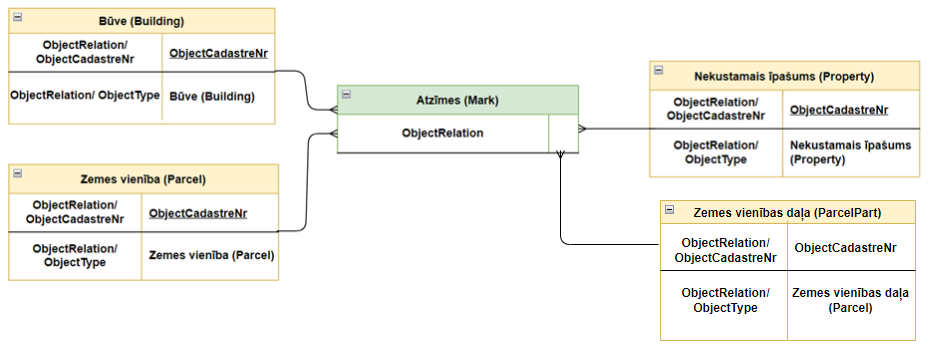 Būve (Building)
ObjectRelation/
ObjectCadastreNr
ObjectCadastreNr
ObjectRelation/ ObjectType
Būve (Building)
Zemes vienība (Parcel)
ObjectRelation/
ObjectCadastreNr
ObjectCadastreNr
ObjectRelation/
ObjectType
Zemes vienība (Parcel)
Atzīmes (Mark)
ObjectRelation
Nekustamais īpašums (Property)
ObjectRelation/
ObjectCadastreNr
ObjectCadastreNr
ObjectRelation/
ObjectType
Nekustamais īpašums
(Property)
Zemes vienības daļa (ParcelPart)
ObjectRelation/
ObjectCadastreNr
ObjectCadastreNr
ObjectRelation/
ObjectType
Zemes vienības daļa
(Parcel)